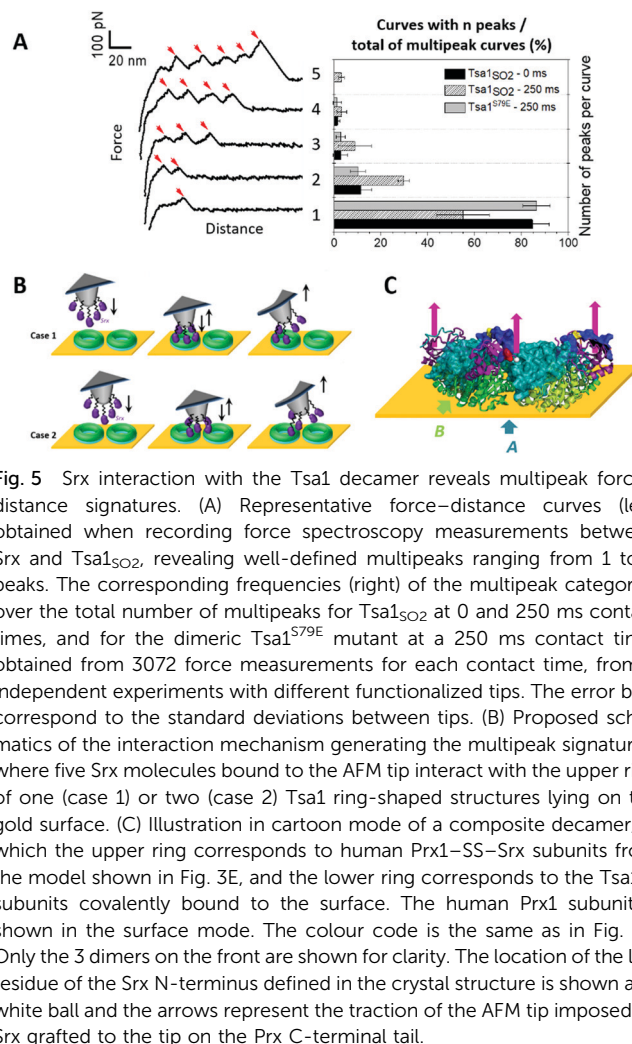 A
100 pN
20 nm
Force
Distance
5
4
3
2
1
Curves with n peaks /
total of multipeak curves (%)
Tsa1SO2 - 0 ms
Tsa1SO2 - 250 ms
Tsa1S79E - 250 ms
Number of peaks per curve
0 20 40 60 80 100
B
Srx
Case 1
Srx
Case 2
C
B
A
Fig. 5 Srx interaction with the Tsa1 decamer reveals multipeak forc
distance signatures. (A) Representative force–distance curves (le
obtained when recording force spectroscopy measurements betwe
Srx and Tsa1SO2, revealing well-defined multipeaks ranging from 1 to
peaks. The corresponding frequencies (right) of the multipeak categor
over the total number of multipeaks for Tsa1SO2 at 0 and 250 ms conta
times, and for the dimeric Tsa1S79E mutant at a 250 ms contact tin
obtained from 3072 force measurements for each contact time, from
independent experiments with different functionalized tips. The error b
correspond to the standard deviations between tips. (B) Proposed sch
matics of the interaction mechanism generating the multipeak signatur
where five Srx molecules bound to the AFM tip interact with the upper r
of one (case 1) or two (case 2) Tsa1 ring-shaped structures lying on t
gold surface. (C) Illustration in cartoon mode of a composite decamer,
which the upper ring corresponds to human Prx1–SS–Srx subunits fro
the model shown in Fig. 3E, and the lower ring corresponds to the Tsa
subunits covalently bound to the surface. The human Prx1 subunit
shown in the surface mode. The colour code is the same as in Fig.
Only the 3 dimers on the front are shown for clarity. The location of the l
residue of the Srx N-terminus defined in the crystal structure is shown a
white ball and the arrows represent the traction of the AFM tip imposed
Srx grafted to the tip on the Prx C-terminal tail.